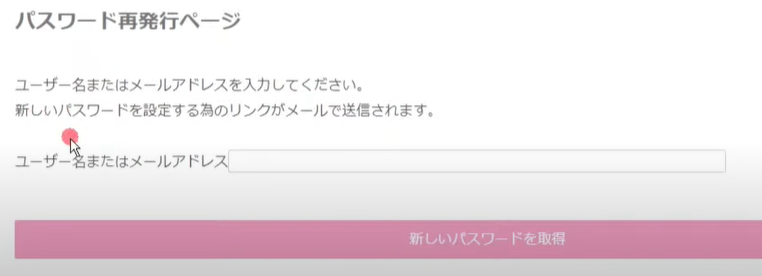 パスワード再発行ページ
ユーザー名またはメールアドレスを入力してください。
新しいパスワードを設定する為のリンクがメールで送信されます。
ユーザー名またはメールアドレス
新しいパスワードを取得